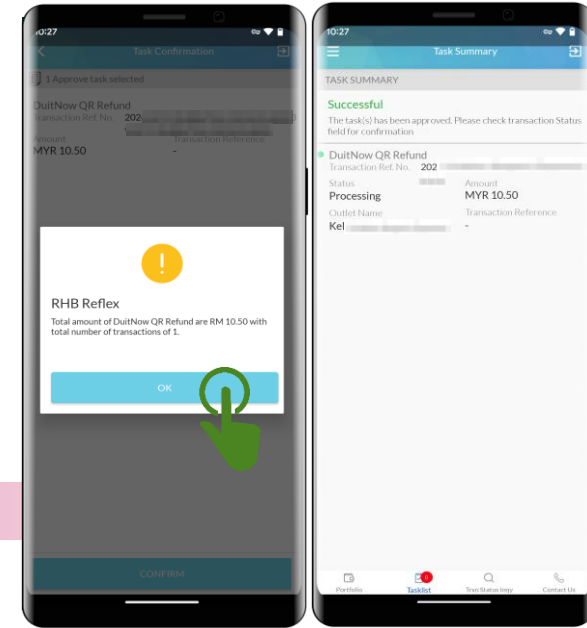 10:27
Task Confirmation
1 Approve task selected
DuitNow QR Refund
Transaction Ref. No. 202
Amount
Transaction Reference
MYR 10.50
-
RHB Reflex
Total amount of DuitNow QR Refund are RM 10.50 with
total number of transactions of 1.
OK
CONFIRM
10:27
Task Summary
TASK SUMMARY
Successful
The task(s) has been approved. Please check transaction Status
field for confirmation
DuitNow QR Refund
Transaction Ref. No. 202
Status
Amount
Processing
MYR 10.50
Outlet Name
Transaction Reference
Kel
-
Portfolio
Tasklist
6
Trxn Status Inqy
Contact Us